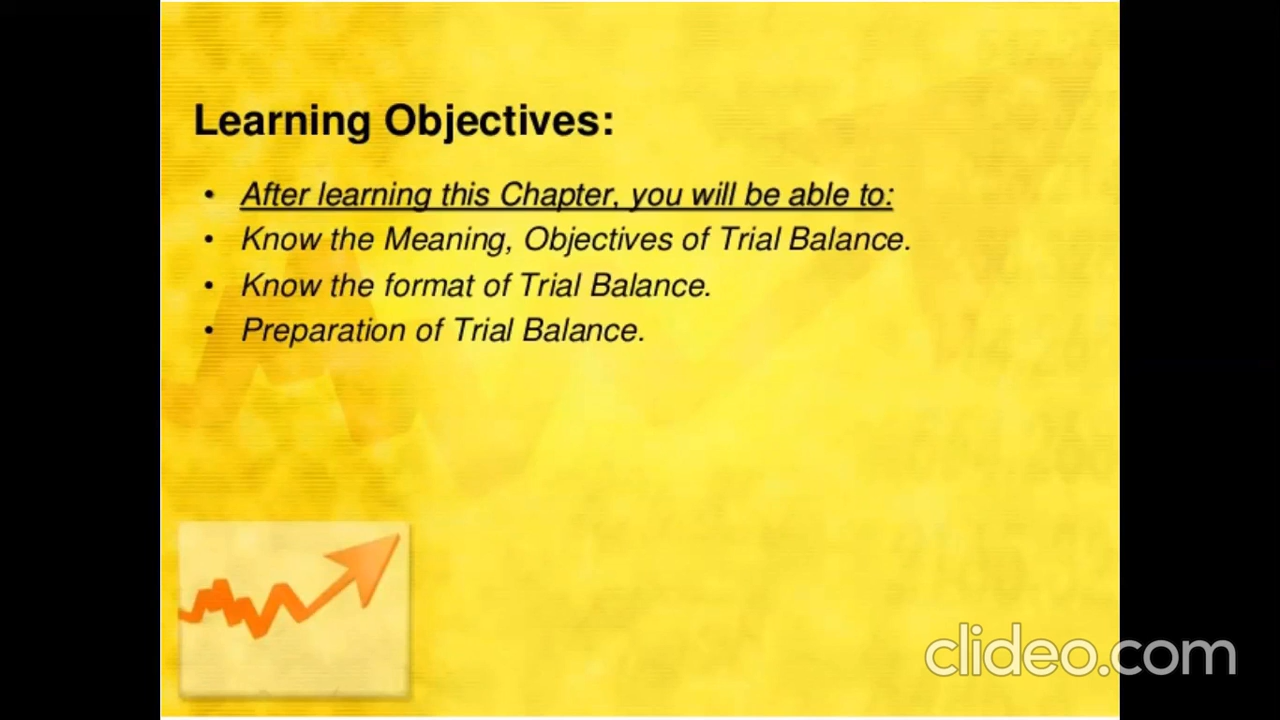 Learning Objectives:
• After learning this Chapter, you will be able to:
• Know the Meaning, Objectives of Trial Balance.
• Know the format of Trial Balance.
• Preparation of Trial Balance.
clideo.com